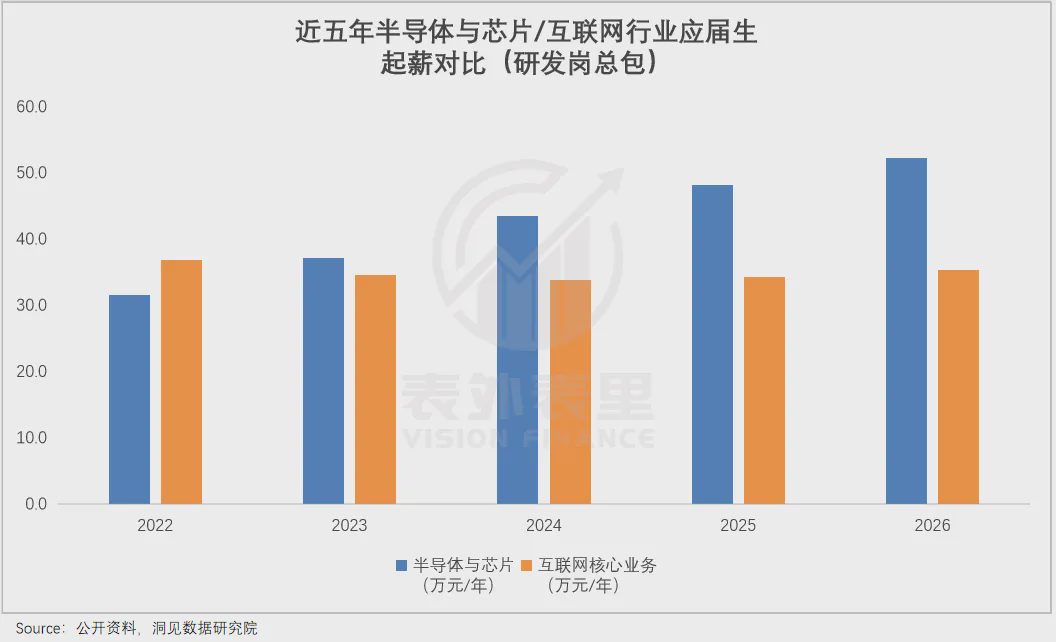 近五年半导体与芯片/互联网行业应届生
起薪对比（研发岗总包）
60.0
50.0
40.0
30.0
20.0
10.0
0.0
表外表里
VISION FINANCE
2022 2023 2024 2025 2026
半导体与芯片 互联网核心业务
（万元/年） （万元/年）
Source：公开资料，洞见数据研究院